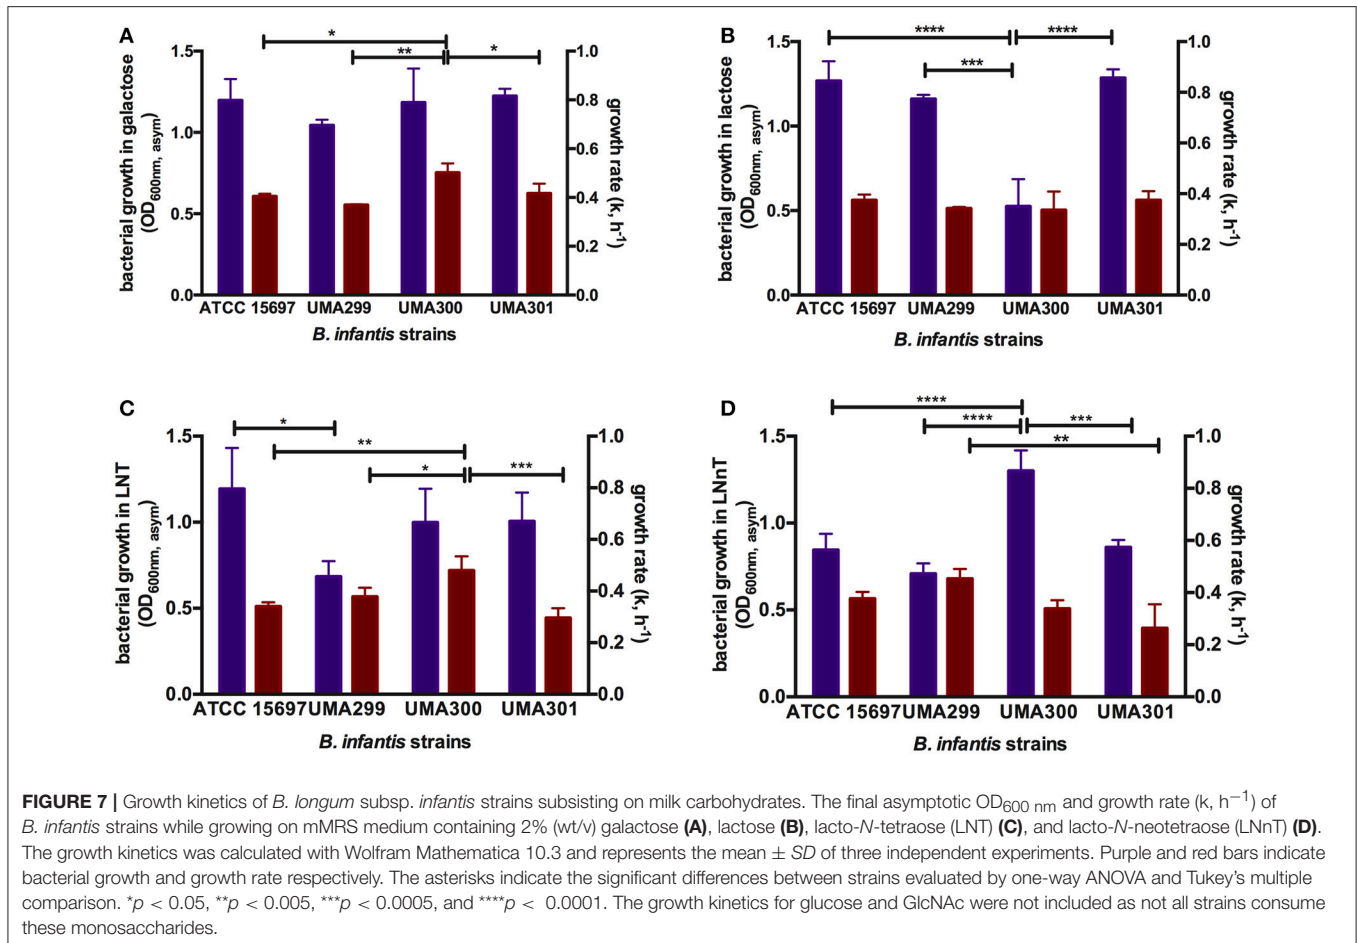 A
*
**
*
1.5
1.0
0.5
0.0
bacterial growth in galactose
(OD600nm, asym)
1.0
0.8
0.6
0.4
0.2
0.0
growth rate (k, h-1)
ATCC 15697 UMA299 UMA300 UMA301
B. infantis strains
B
****
****
***
1.5
1.0
0.5
0.0
bacterial growth in lactose
(OD600nm, asym)
1.0
0.8
0.6
0.4
0.2
0.0
growth rate (k, h-1)
ATCC 15697 UMA299 UMA300 UMA301
B. infantis strains
C
*
**
*
***
1.5
1.0
0.5
0.0
bacterial growth in LNT
(OD600nm, asym)
1.0
0.8
0.6
0.4
0.2
0.0
growth rate (k, h-1)
ATCC 15697UMA299 UMA300 UMA301
B. infantis strains
D
****
****
***
**
1.5
1.0
0.5
0.0
bacterial growth in LNnT
(OD600nm, asym)
1.0
0.8
0.6
0.4
0.2
0.0
growth rate (k, h-1)
ATCC 15697UMA299 UMA300 UMA301
B. infantis strains
FIGURE 7 | Growth kinetics of B. longum subsp. infantis strains subsisting on milk carbohydrates. The final asymptotic OD600 nm and growth rate (k, h−1) of
B. infantis strains while growing on mMRS medium containing 2% (wt/v) galactose (A), lactose (B), lacto-N-tetraose (LNT) (C), and lacto-N-neotetraose (LNnT) (D).
The growth kinetics was calculated with Wolfram Mathematica 10.3 and represents the mean ± SD of three independent experiments. Purple and red bars indicate
bacterial growth and growth rate respectively. The asterisks indicate the significant differences between strains evaluated by one-way ANOVA and Tukey's multiple
comparison. *p < 0.05, **p < 0.005, ***p < 0.0005, and ****p < 0.0001. The growth kinetics for glucose and GlcNAc were not included as not all strains consume
these monosaccharides.